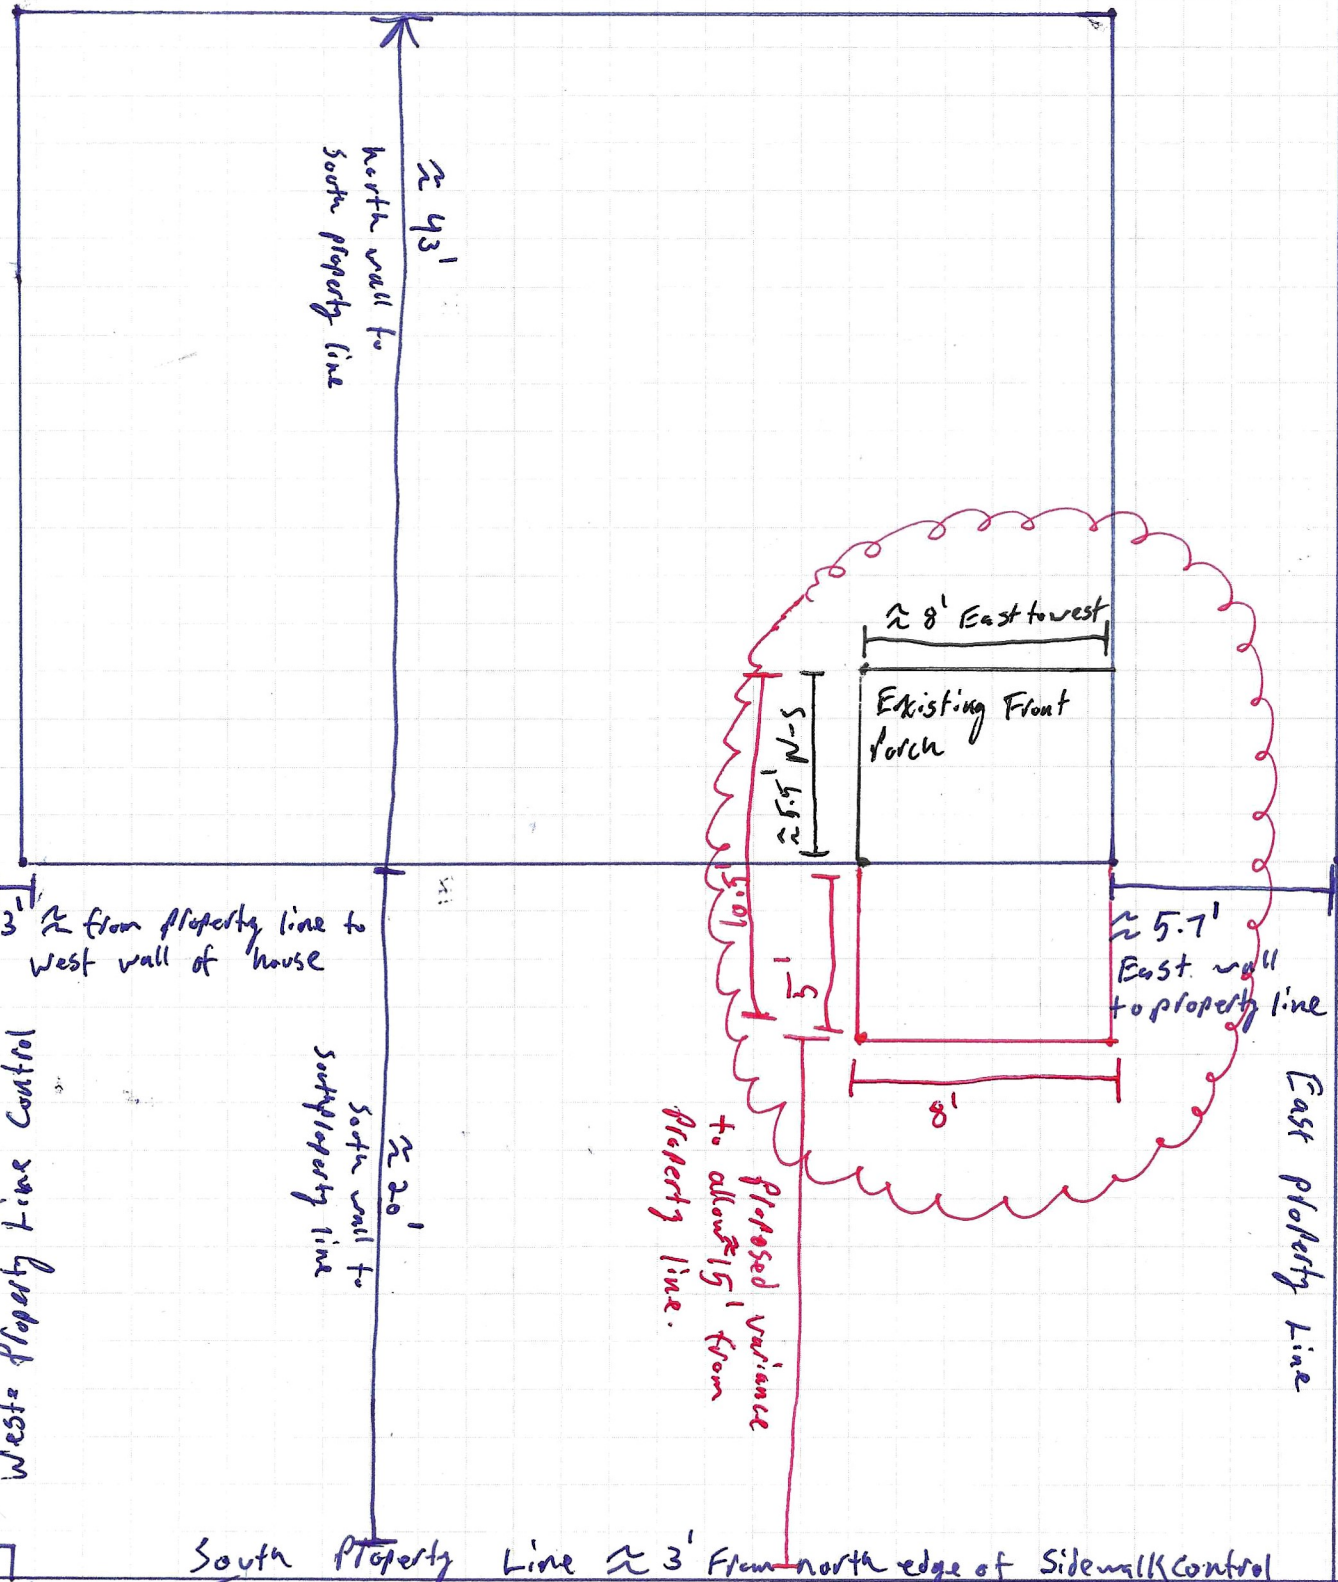 ≈ 43'
north wall to
south property line
≈ 8' East to west
Existing Front
Porch
N-S
≈ 5.5'
10.5'
5'
3' ≈ from property line to
west wall of house
≈ 5.7'
East wall
to property line
8'
≈ 20'
South wall to
South property line
Proposed variance
to allow ≈ 15' from
Property line.
East Property Line
West Property Line Control
South Property Line ≈ 3' From north edge of Sidewalk control